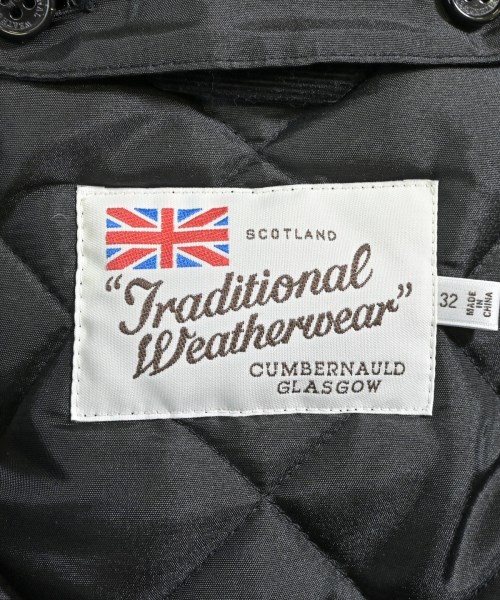 SCOTLAND
"Traditional
Weatherwear"
CUMBERNAULD
GLASGOW
32
MADE
IN
CHINA